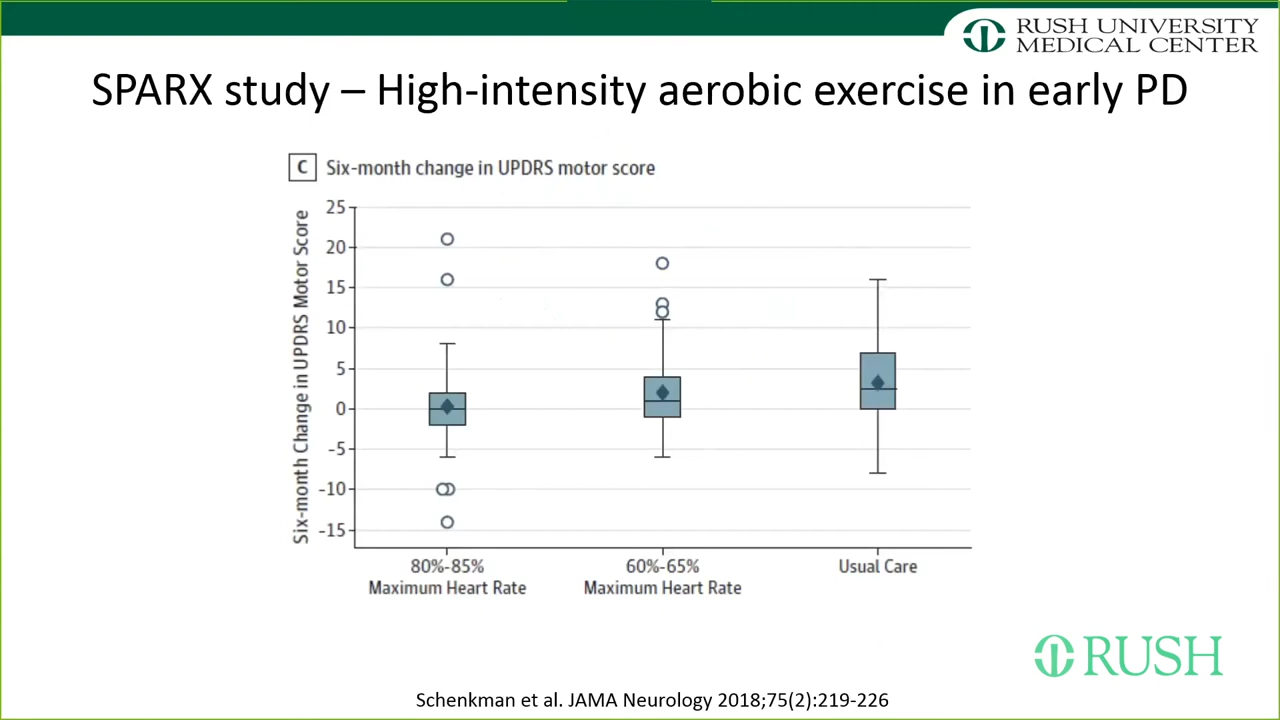 RUSH UNIVERSITY
MEDICAL CENTER
SPARX study – High-intensity aerobic exercise in early PD
C Six-month change in UPDRS motor score
Six-month Change in UPDRS Motor Score
25
20
15
10
5
0
-5
-10
-15
80%-85%
Maximum Heart Rate
60%-65%
Maximum Heart Rate
Usual Care
RUSH
Schenkman et al. JAMA Neurology 2018;75(2):219-226